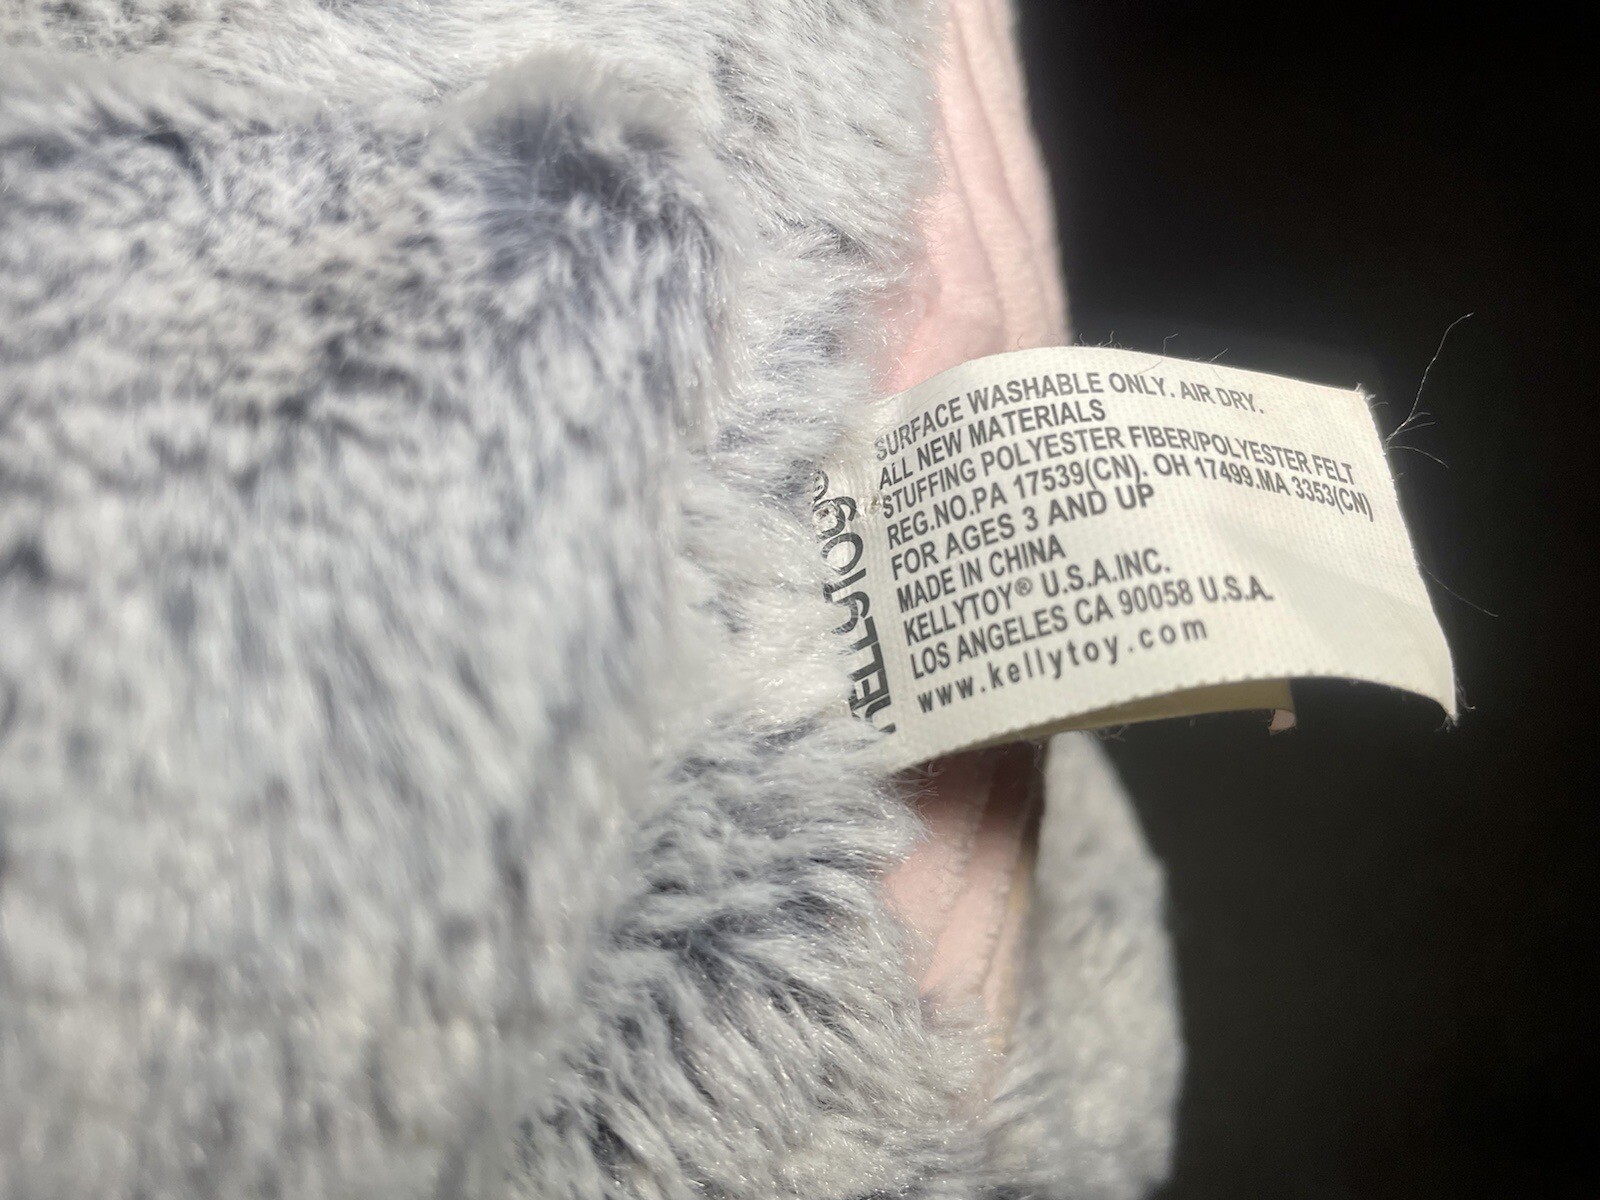 KELLYTOY®
SURFACE WASHABLE ONLY. AIR DRY.
ALL NEW MATERIALS
STUFFING POLYESTER FIBER/POLYESTER FELT
REG.NO.PA 17539(CN). OH 17499.MA 3353(CN)
FOR AGES 3 AND UP
MADE IN CHINA
KELLYTOY® U.S.A.INC.
LOS ANGELES CA 90058 U.S.A.
www.kellytoy.com